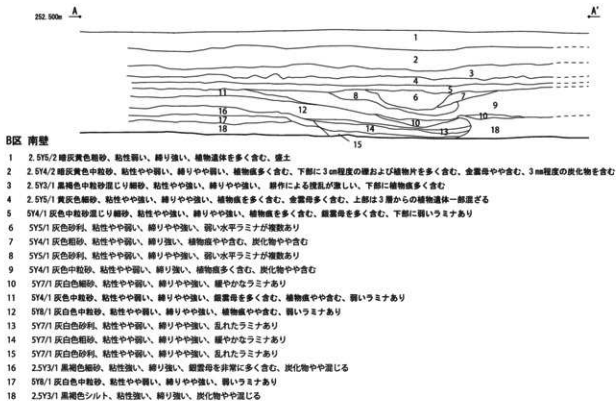 252.500m A A'
1
2
3
4
5
11 8 6 7
9
16 12
10 10
17
18 14 13 18
15
B区 南壁
1 2.5Y5/2 暗灰黄色粗砂、粘性弱い、締り強い、植物遺体を多く含む、盛土
2 2.5Y4/2 暗灰黄色中粒砂、粘性やや弱い、締りやや弱い、植物痕多く含む、下部に3㎝程度の礫および植物片を多く含む、金雲母やや含む、3㎜程度の炭化物を含む
3 2.5Y3/1 黒褐色中粒砂混じり細砂、粘性やや強い、締りやや強い、耕作による撹乱が激しい、下部に植物痕多く含む
4 2.5Y5/1 黄灰色細砂、粘性やや強い、締りやや強い、植物痕を多く含む、金雲母多く含む、上部は3層からの植物遺体一部混ざる
5 5Y4/1 灰色中粒砂混じり細砂、粘性やや強い、締りやや強い、植物痕を多く含む、銀雲母を多く含む、下部に弱いラミナあり
6 5Y5/1 灰色砂利、粘性やや弱い、締りやや強い、弱い水平ラミナが複数あり
7 5Y4/1 灰色粗砂、粘性やや弱い、締り強い、植物痕やや含む、炭化物やや含む
8 5Y5/1 灰色砂利、粘性やや弱い、締りやや強い、弱い水平ラミナが複数あり
9 5Y4/1 灰色中粒砂、粘性やや弱い、締り強い、植物痕多く含む、炭化物やや含む
10 5Y7/1 灰白色細砂、粘性やや弱い、締りやや強い、緩やかなラミナあり
11 5Y4/1 灰色中粒砂、粘性やや弱い、締りやや強い、銀雲母を多く含む、植物痕やや含む、弱いラミナあり
12 5Y8/1 灰白色中粒砂、粘性やや弱い、締りやや強い、植物痕やや含む、弱いラミナあり
13 5Y7/1 灰白色砂利、粘性やや弱い、締りやや強い、乱れたラミナあり
14 5Y7/1 灰白色粗砂、粘性やや弱い、締りやや強い、緩やかなラミナあり
15 5Y7/1 灰白色砂利、粘性やや弱い、締りやや強い、乱れたラミナあり
16 2.5Y3/1 黒褐色細砂、粘性強い、締り強い、銀雲母を非常に多く含む、炭化物やや混じる
17 5Y8/1 灰白色中粒砂、粘性やや弱い、締りやや強い、弱いラミナあり
18 2.5Y3/1 黒褐色シルト、粘性強い、締り強い、炭化物やや混じる